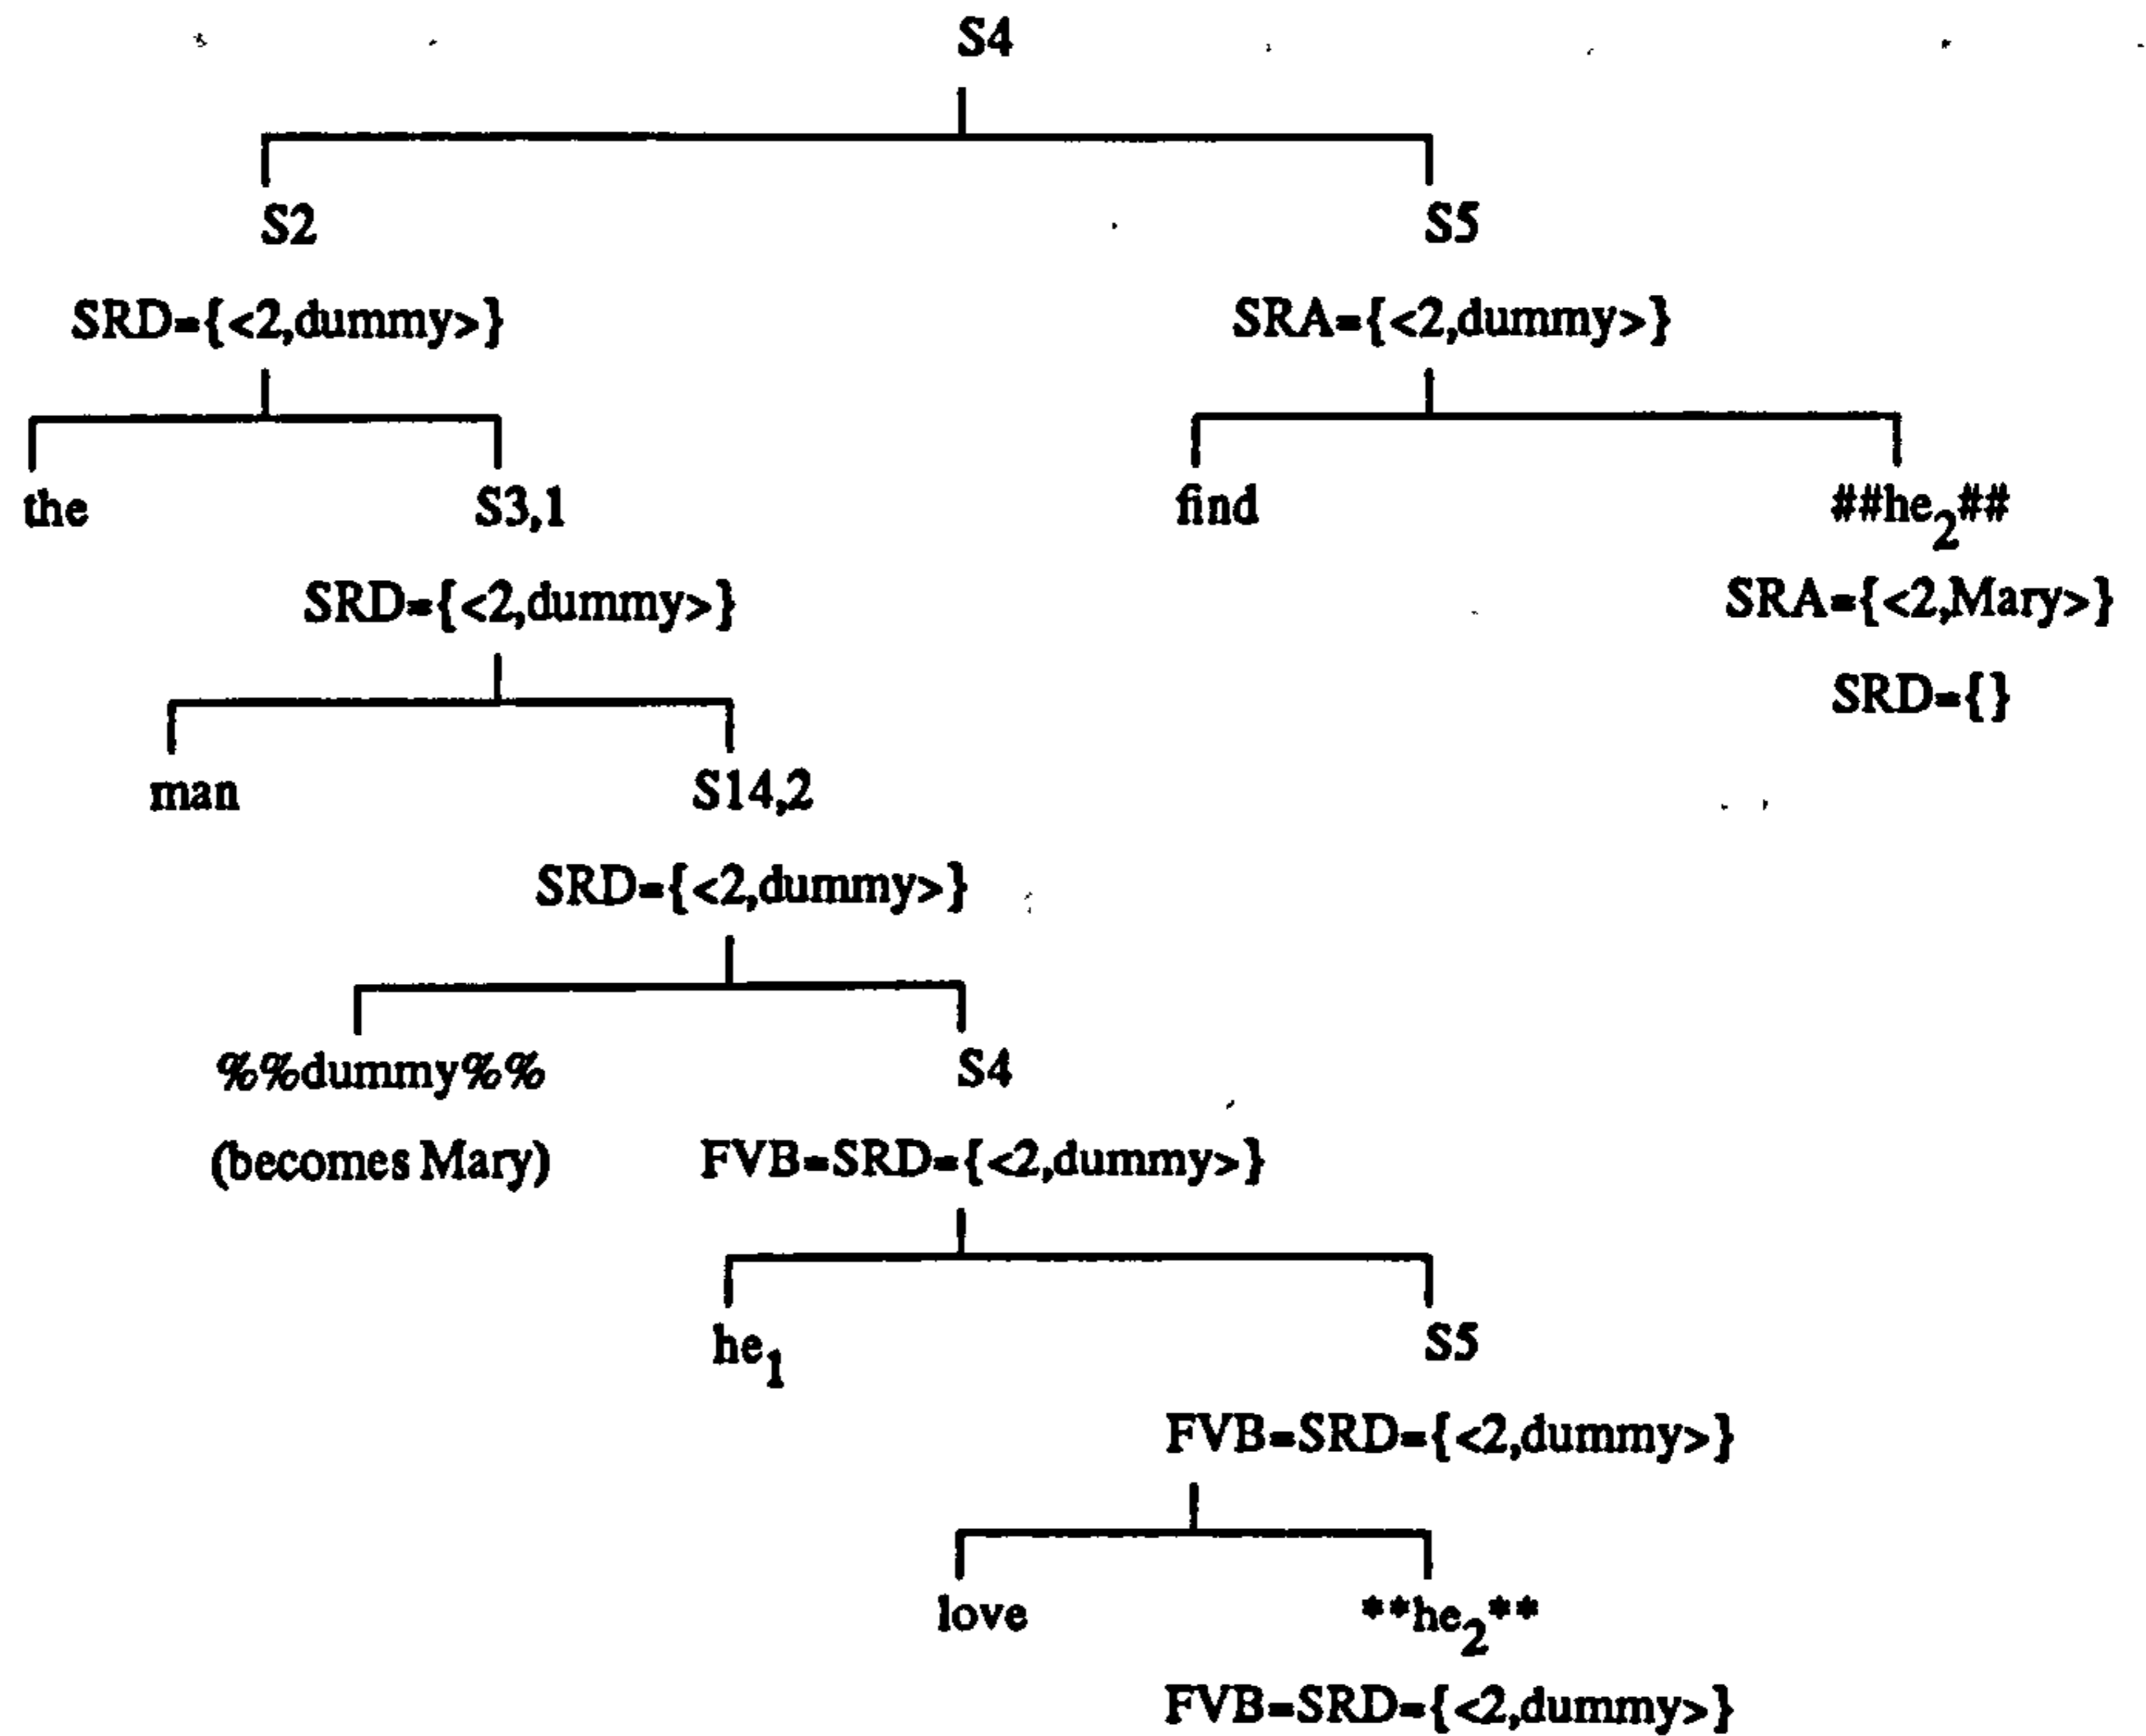 S4
S2 S5
SRD={<2,dummy>} SRA={<2,dummy>}
the S3,1 find ##he2##
SRD={<2,dummy>} SRA={<2,Mary>}
SRD={}
man S14,2
SRD={<2,dummy>}
%%dummy%% S4
(becomes Mary) FVB=SRD={<2,dummy>}
he1 S5
FVB=SRD={<2,dummy>}
love **he2**
FVB=SRD={<2,dummy>}